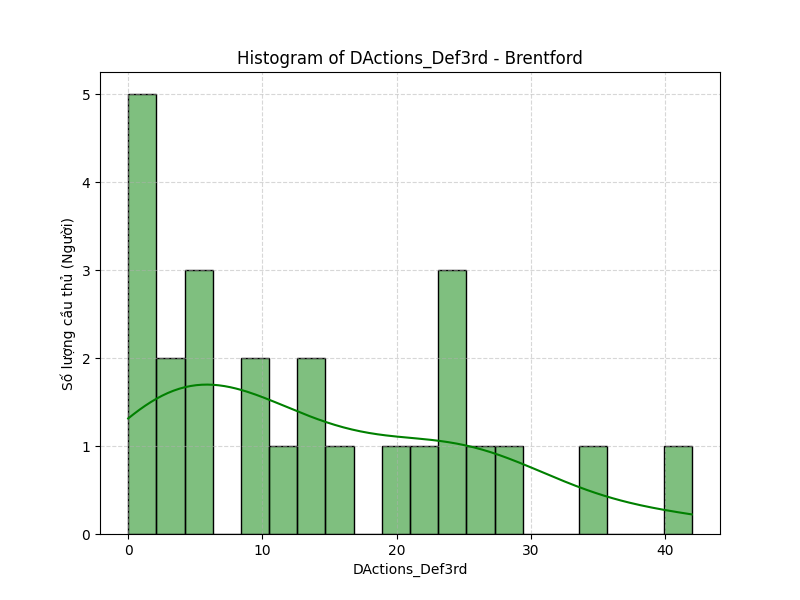 Histogram of DActions_Def3rd - Brentford
Số lượng cầu thủ (Người)
5
4
3
2
1
0
0 10 20 30 40
DActions_Def3rd